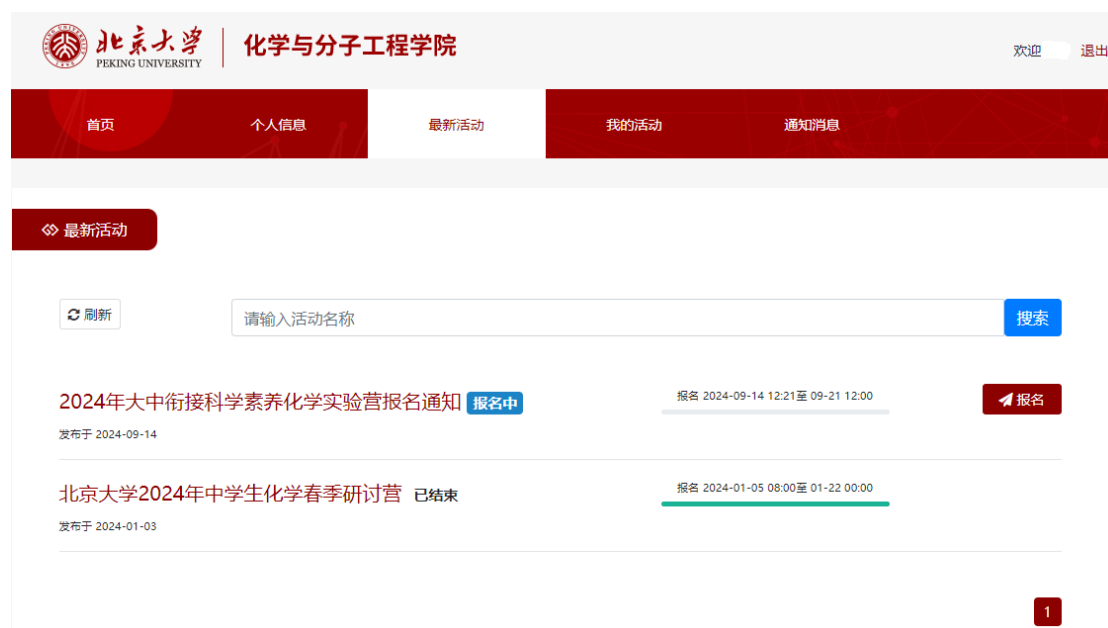 北京大学 化学与分子工程学院
PEKING UNIVERSITY
欢迎 退出
首页 个人信息 最新活动 我的活动 通知消息
最新活动
刷新 请输入活动名称 搜索
2024年大中衔接科学素养化学实验营报名通知 报名中 报名 2024-09-14 12:21至 09-21 12:00 报名
发布于 2024-09-14
北京大学2024年中学生化学春季研讨营 已结束 报名 2024-01-05 08:00至 01-22 00:00
发布于 2024-01-03
1